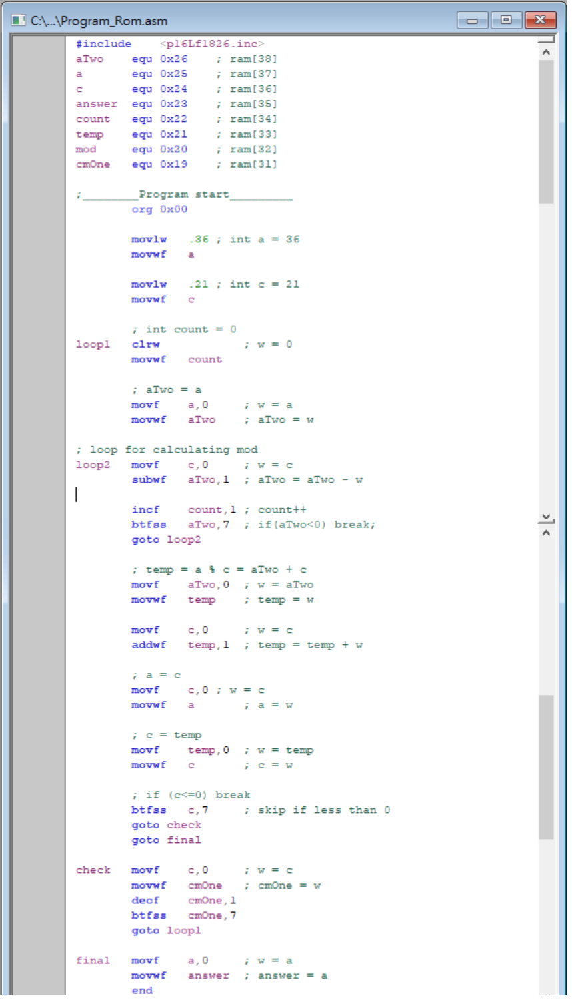 C:\...\Program_Rom.asm
#include    <p16Lf1826.inc>
aTwo    equ 0x26    ; ram[38]
a       equ 0x25    ; ram[37]
c       equ 0x24    ; ram[36]
answer  equ 0x23    ; ram[35]
count   equ 0x22    ; ram[34]
temp    equ 0x21    ; ram[33]
mod     equ 0x20    ; ram[32]
cmOne   equ 0x19    ; ram[31]
;________Program start_________
        org 0x00
        movlw   .36 ; int a = 36
        movwf   a
        movlw   .21 ; int c = 21
        movwf   c
        ; int count = 0
loop1   clrw            ; w = 0
        movwf   count
        ; aTwo = a
        movf    a,0     ; w = a
        movwf   aTwo    ; aTwo = w
; loop for calculating mod
loop2   movf    c,0     ; w = c
        subwf   aTwo,1  ; aTwo = aTwo - w
        incf    count,1 ; count++
        btfss   aTwo,7  ; if(aTwo<0) break;
        goto loop2
        ; temp = a % c = aTwo + c
        movf    aTwo,0  ; w = aTwo
        movwf   temp    ; temp = w
        movf    c,0     ; w = c
        addwf   temp,1  ; temp = temp + w
        ; a = c
        movf    c,0 ; w = c
        movwf   a       ; a = w
        ; c = temp
        movf    temp,0  ; w = temp
        movwf   c       ; c = w
        ; if (c<=0) break
        btfss   c,7     ; skip if less than 0
        goto check
        goto final
check   movf    c,0     ; w = c
        movwf   cmOne   ; cmOne = w
        decf    cmOne,1
        btfss   cmOne,7
        goto loop1
final   movf    a,0     ; w = a
        movwf   answer  ; answer = a
        end